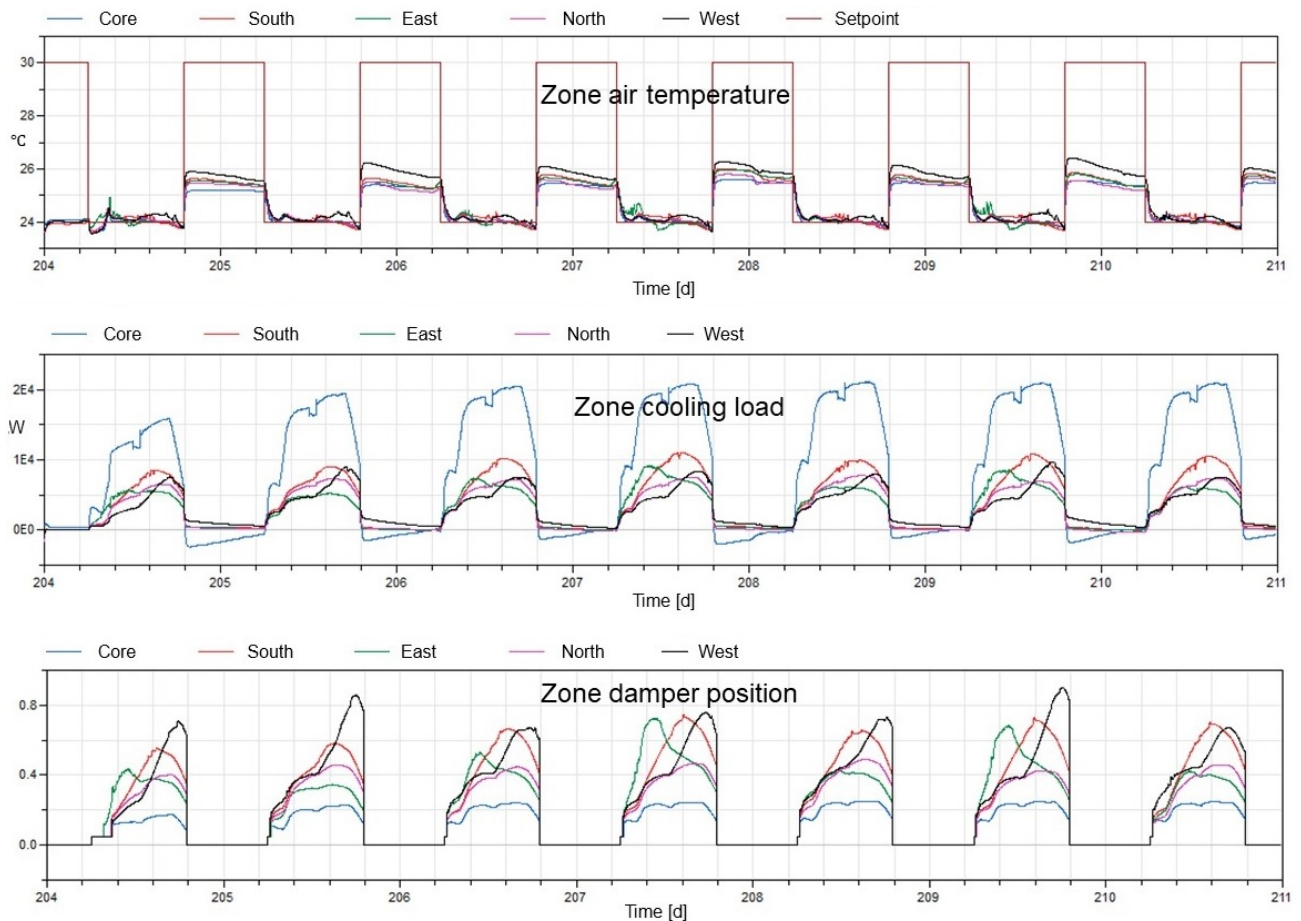 Core South East North West Setpoint
30
Zone air temperature
28
°C
26
24
204 205 206 207 208 209 210 211
Time [d]
Core South East North West
2E4
Zone cooling load
W
1E4
0E0
204 205 206 207 208 209 210 211
Time [d]
Core South East North West
Zone damper position
0.8
0.4
0.0
204 205 206 207 208 209 210 211
Time [d]